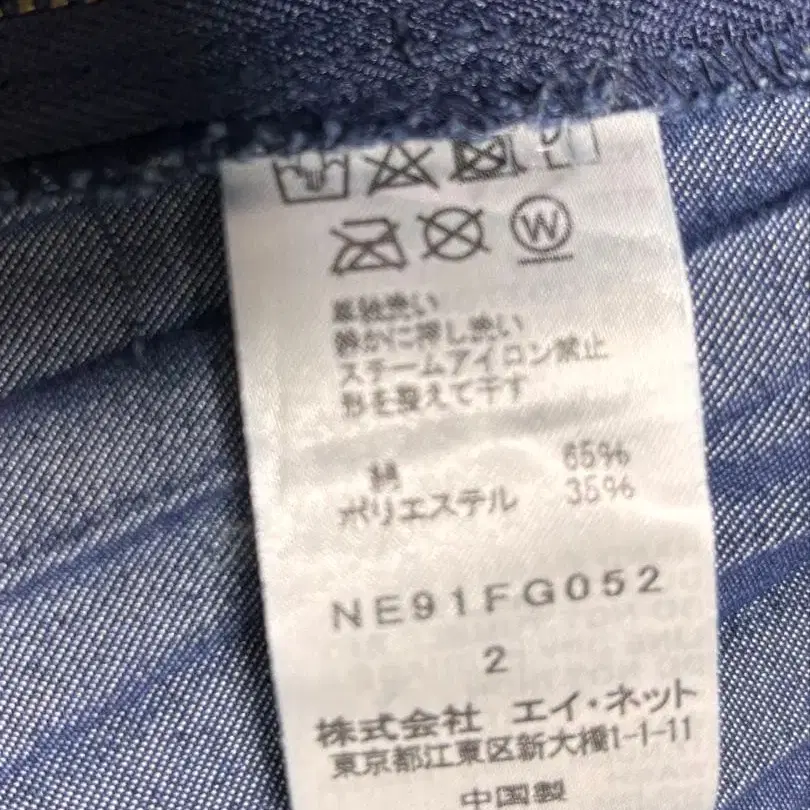 W
単独洗い
静かに押し洗い
スチームアイロン禁止
形を整えて干す
綿 65%
ポリエステル 35%
NE91FG052
2
株式会社 エイ・ネット
東京都江東区新大橋1-1-11
中国製